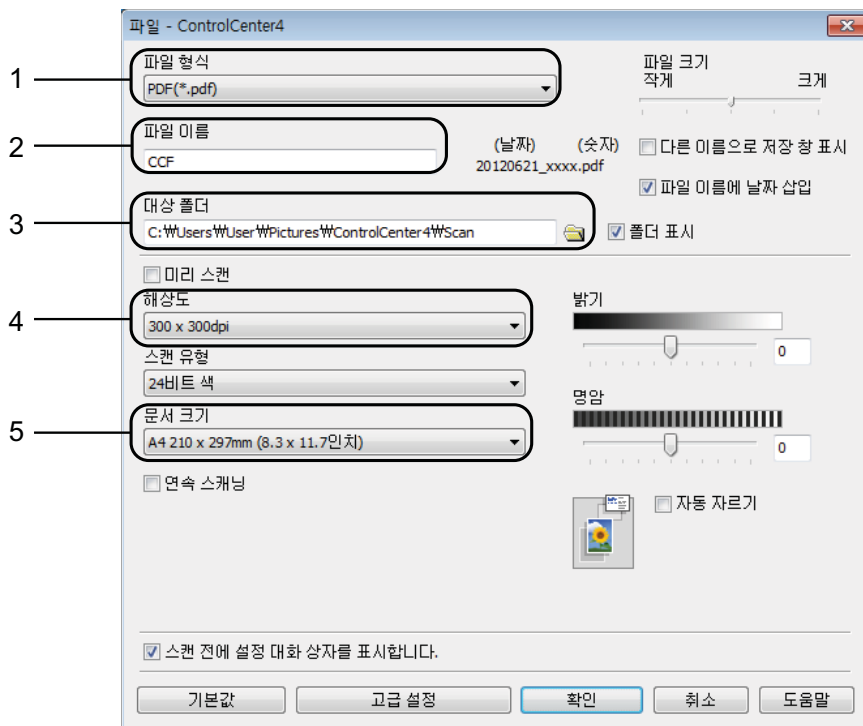 파일 - ControlCenter4
1
파일 형식
PDF(*.pdf)
파일 크기
작게 크게
2
파일 이름
CCF
(날짜) (숫자)
20120621_xxxx.pdf
다른 이름으로 저장 창 표시
파일 이름에 날짜 삽입
3
대상 폴더
C:₩Users₩User₩Pictures₩ControlCenter4₩Scan
폴더 표시
미리 스캔
4
해상도
300 x 300dpi
밝기
0
스캔 유형
24비트 색
명암
0
5
문서 크기
A4 210 x 297mm (8.3 x 11.7인치)
연속 스캐닝
자동 자르기
스캔 전에 설정 대화 상자를 표시합니다.
기본값 고급 설정 확인 취소 도움말